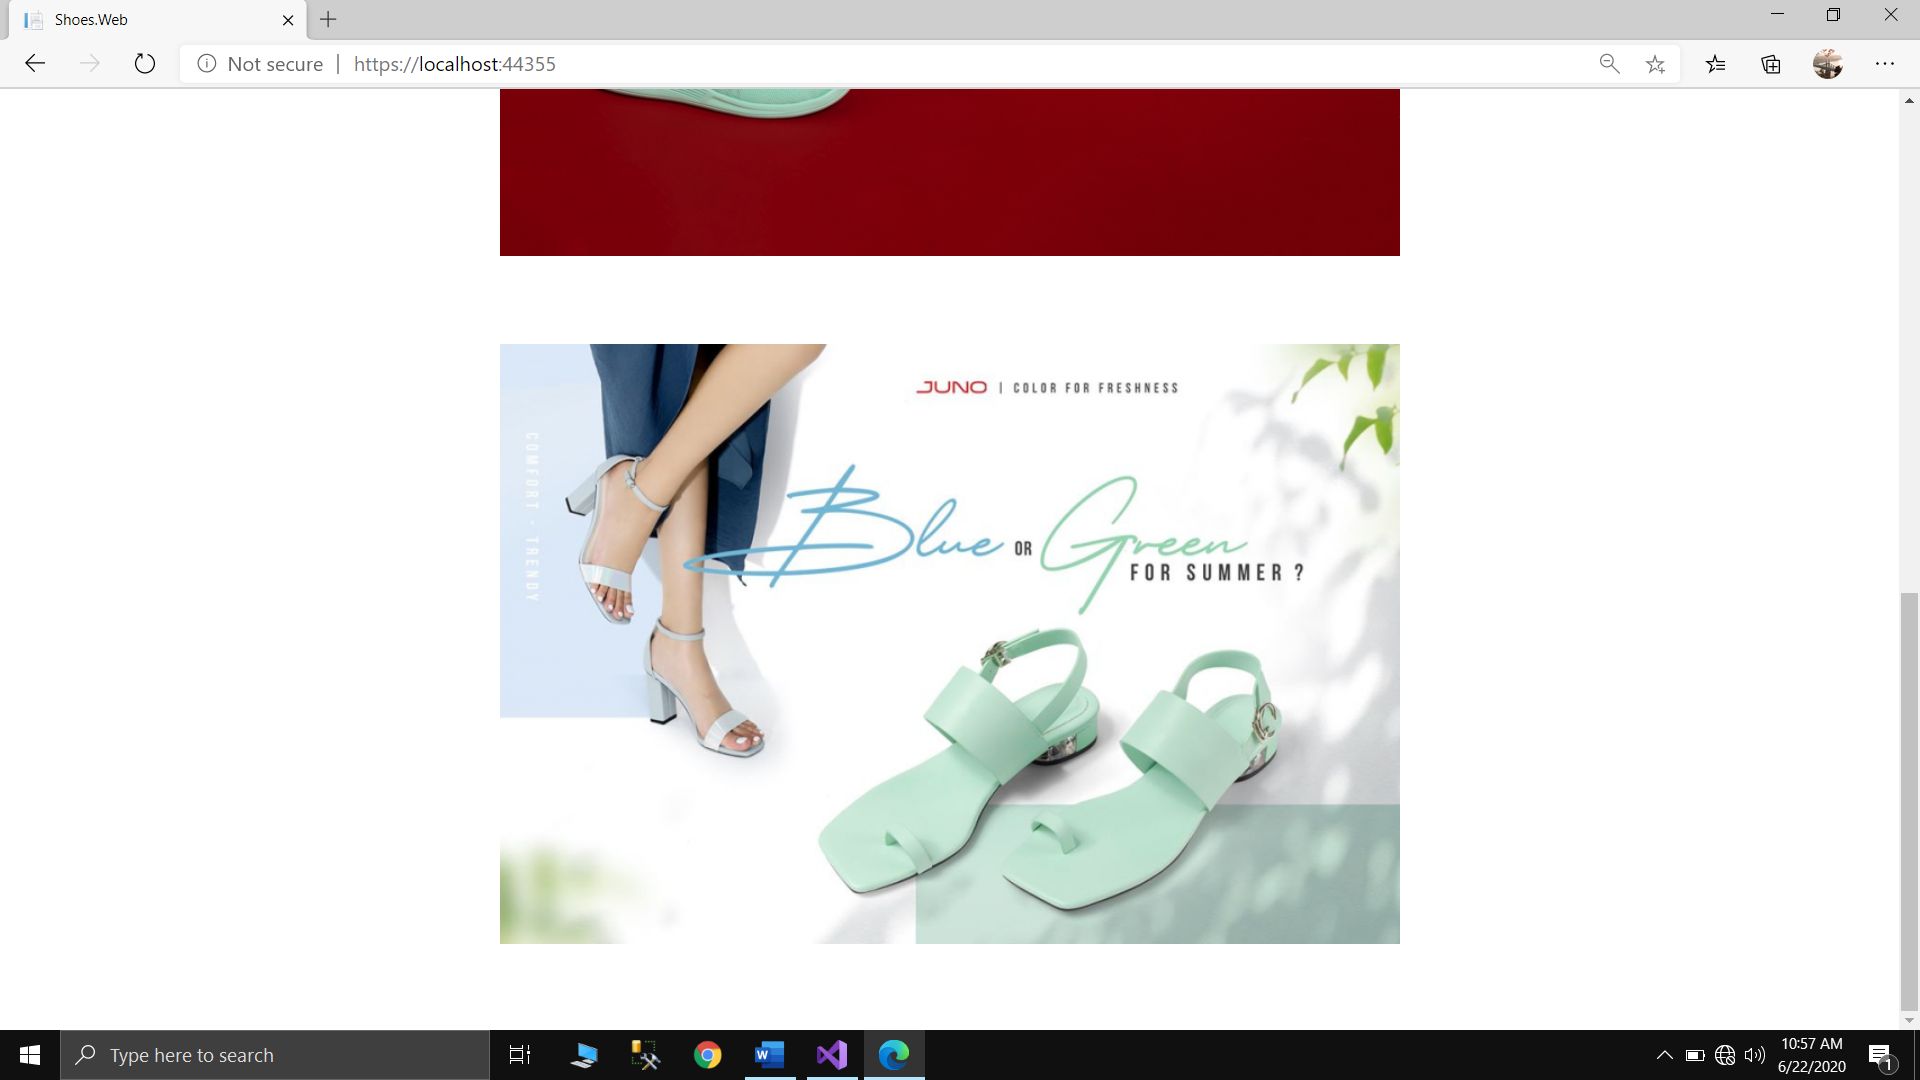 Shoes.Web
Not secure | https://localhost:44355
JUNO | COLOR FOR FRESHNESS
COMFORT - TRENDY
Blue OR Green
FOR SUMMER ?
Type here to search
10:57 AM
6/22/2020
1